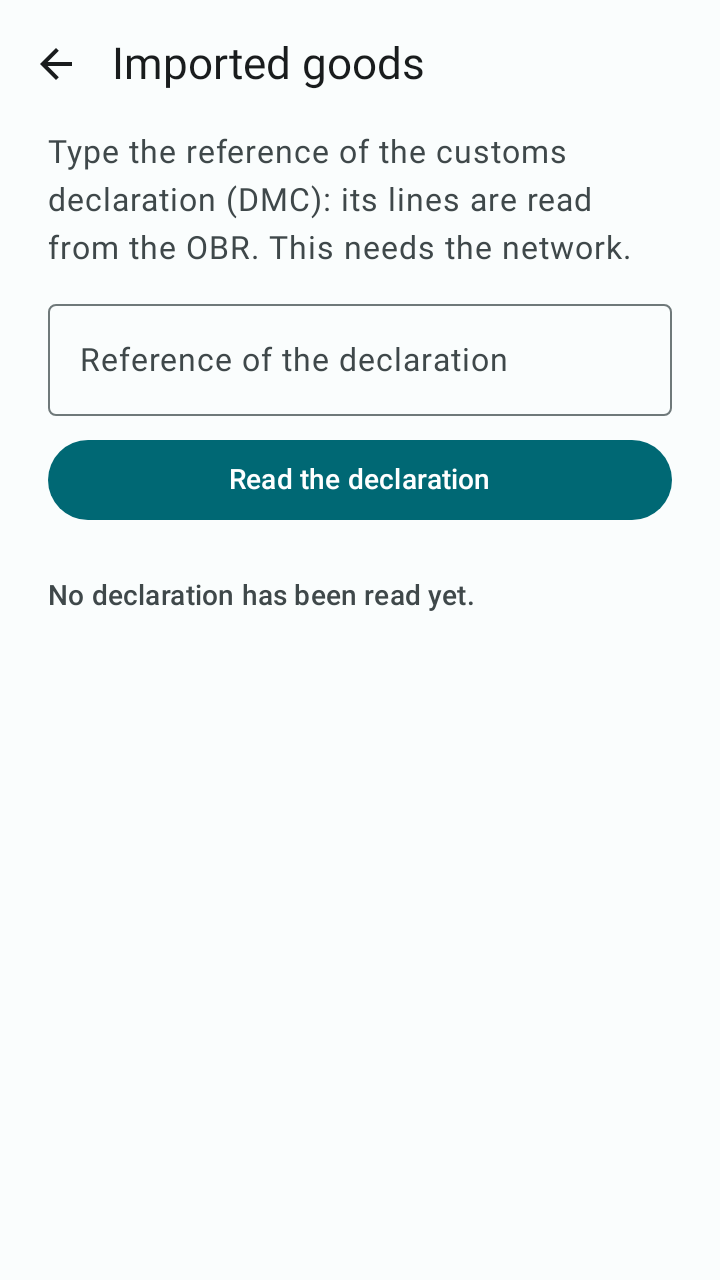 Imported goods
Type the reference of the customs
declaration (DMC): its lines are read
from the OBR. This needs the network.
Reference of the declaration
Read the declaration
No declaration has been read yet.